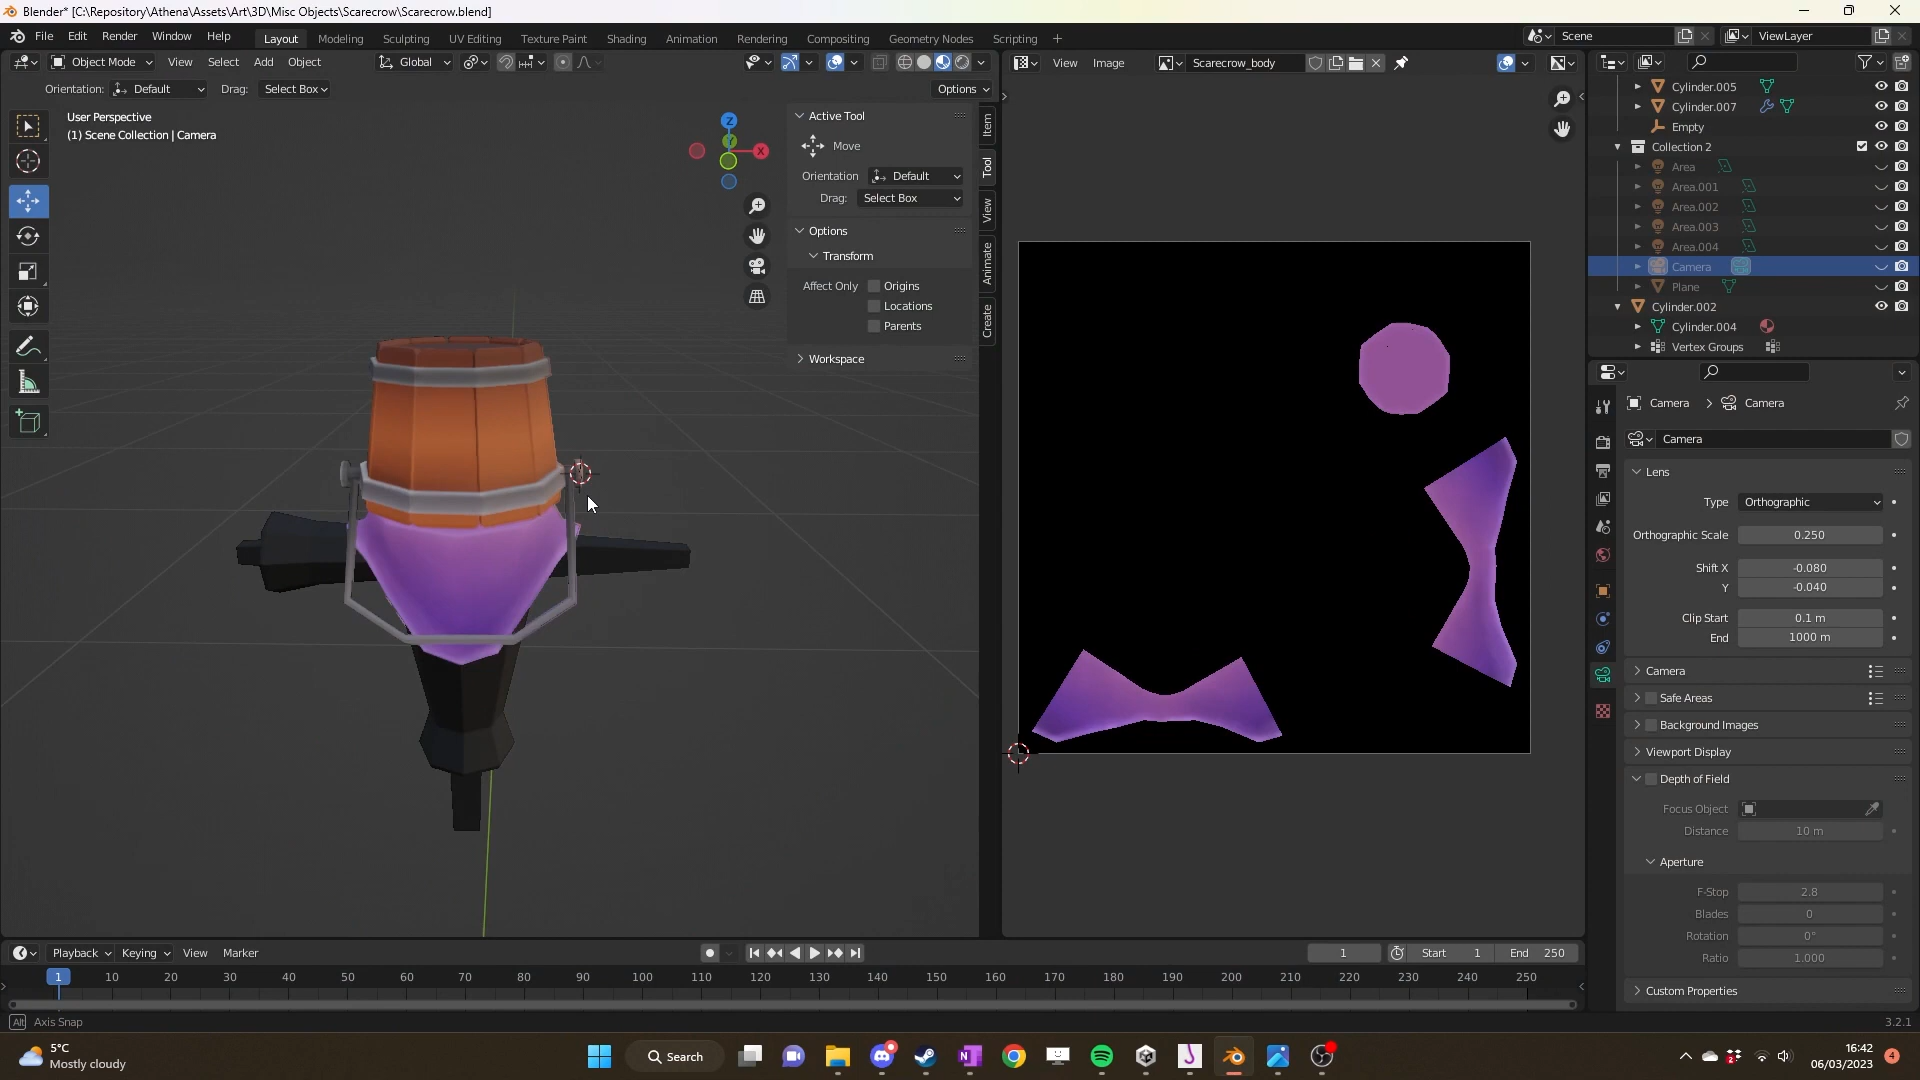 Blender* [C:\Repository\Athena\Assets\Art\3D\Misc Objects\Scarecrow\Scarecrow.blend]
File Edit Render Window Help Layout Modeling Sculpting UV Editing Texture Paint Shading Animation Rendering Compositing Geometry Nodes Scripting + Scene ViewLayer
Object Mode View Select Add Object Global
View Image Scarecrow_body
Orientation: Default Drag: Select Box Options
User Perspective
(1) Scene Collection | Camera
Z
X
Active Tool
Move
Orientation Default
Drag: Select Box
Options
Transform
Affect Only Origins
Locations
Parents
Workspace
Item
Tool
View
Animate
Create
Cylinder.005
Cylinder.007
Empty
Collection 2
Area
Area.001
Area.002
Area.003
Area.004
Camera
Plane
Cylinder.002
Cylinder.004
Vertex Groups
Camera > Camera
Camera
Lens
Type Orthographic
Orthographic Scale 0.250
Shift X -0.080
Y -0.040
Clip Start 0.1 m
End 1000 m
Camera
Safe Areas
Background Images
Viewport Display
Depth of Field
Focus Object
Distance 10 m
Aperture
F-Stop 2.8
Blades 0
Rotation 0°
Ratio 1.000
Custom Properties
Playback Keying View Marker 1 Start 1 End 250
1 10 20 30 40 50 60 70 80 90 100 110 120 130 140 150 160 170 180 190 200 210 220 230 240 250
Alt Axis Snap 3.2.1
5°C
Mostly cloudy
Search
16:42
06/03/2023
4